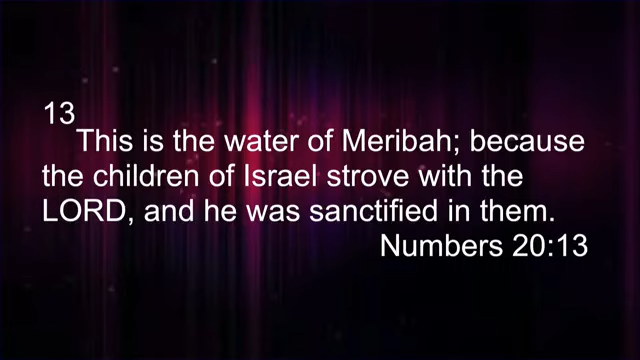 13
This is the water of Meribah; because
the children of Israel strove with the
LORD, and he was sanctified in them.
Numbers 20:13